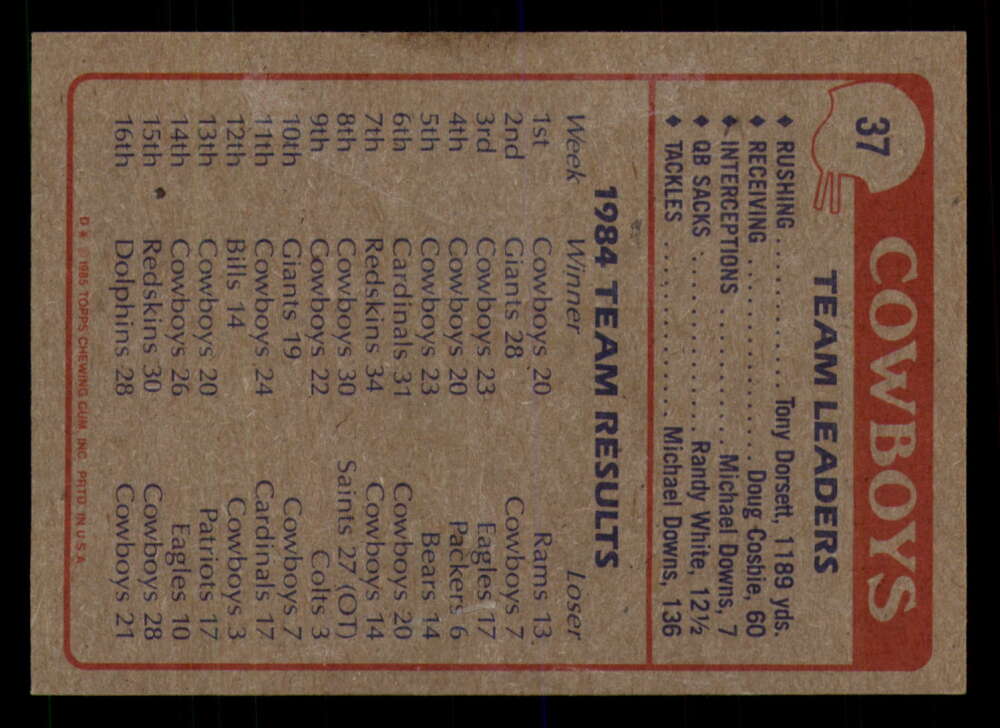 37
COWBOYS
TEAM LEADERS
♦ RUSHING .......... Tony Dorsett, 1189 yds.
♦ RECEIVING .............. Doug Cosbie, 60
♦ INTERCEPTIONS ......... Michael Downs, 7
♦ QB SACKS ............ Randy White, 12½
♦ TACKLES ............ Michael Downs, 136
1984 TEAM RESULTS
Week Winner Loser
1st Cowboys 20 Rams 13
2nd Giants 28 Cowboys 7
3rd Cowboys 23 Eagles 17
4th Cowboys 20 Packers 6
5th Cowboys 23 Bears 14
6th Cardinals 31 Cowboys 20
7th Redskins 34 Cowboys 14
8th Cowboys 30 Saints 27 (OT)
9th Cowboys 22 Colts 3
10th Giants 19 Cowboys 7
11th Cowboys 24 Cardinals 17
12th Bills 14 Cowboys 3
13th Cowboys 20 Patriots 17
14th Cowboys 26 Eagles 10
15th Redskins 30 Cowboys 28
16th Dolphins 28 Cowboys 21
D* 1985 TOPPS CHEWING GUM, INC. PRTD. IN U.S.A.